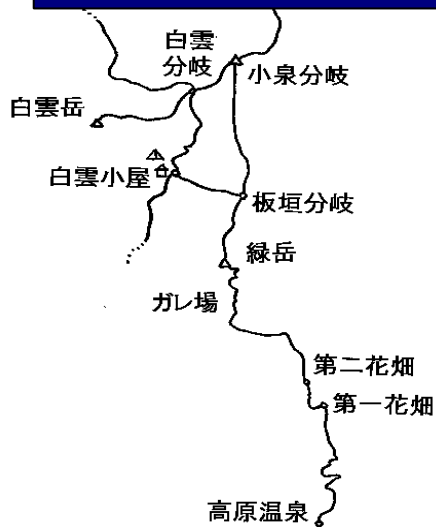 白雲
分岐
小泉分岐
白雲岳
白雲小屋
板垣分岐
緑岳
ガレ場
第二花畑
第一花畑
高原温泉